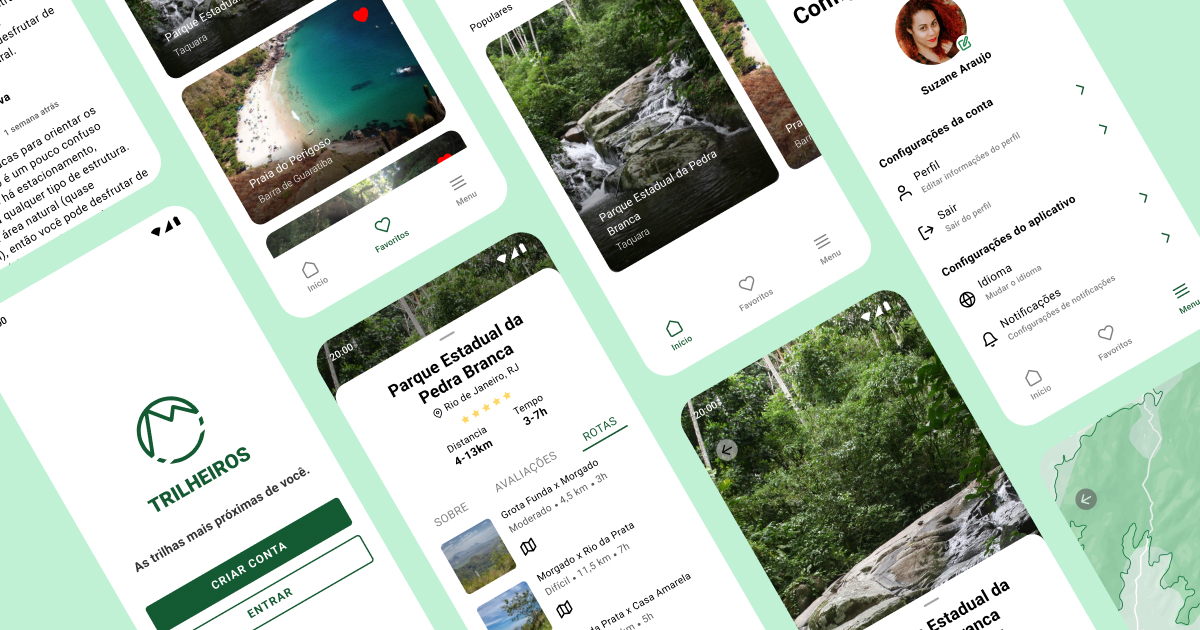 desfrutar de
ral.
va
1 semana atrás
cas para orientar os
é um pouco confuso
há estacionamento,
qualquer tipo de estrutura.
área natural (quase
), então você pode desfrutar de
Parque Estadual
Taquara
Praia do Perigoso
Barra de Guaratiba
Início
Favoritos
Menu
Populares
Parque Estadual da Pedra
Branca
Taquara
Pra
Bar
Início
Favoritos
Menu
Suzane Araujo
Configurações da conta
Perfil
Editar informações do perfil
Sair
Sair do perfil
Configurações do aplicativo
Idioma
Mudar o idioma
Notificações
Configurações de notificações
Início
Favoritos
Menu
TRILHEIROS
As trilhas mais próximas de você.
CRIAR CONTA
ENTRAR
20:00
Parque Estadual da
Pedra Branca
Rio de Janeiro, RJ
Distancia
4-13km
Tempo
3-7h
SOBRE
AVALIAÇÕES
ROTAS
Grota Funda x Morgado
Moderado • 4,5 km • 3h
Morgado x Rio da Prata
Difícil • 11,5 km • 7h
da Prata x Casa Amarela
km • 5h
20:00
Estadual da
anca